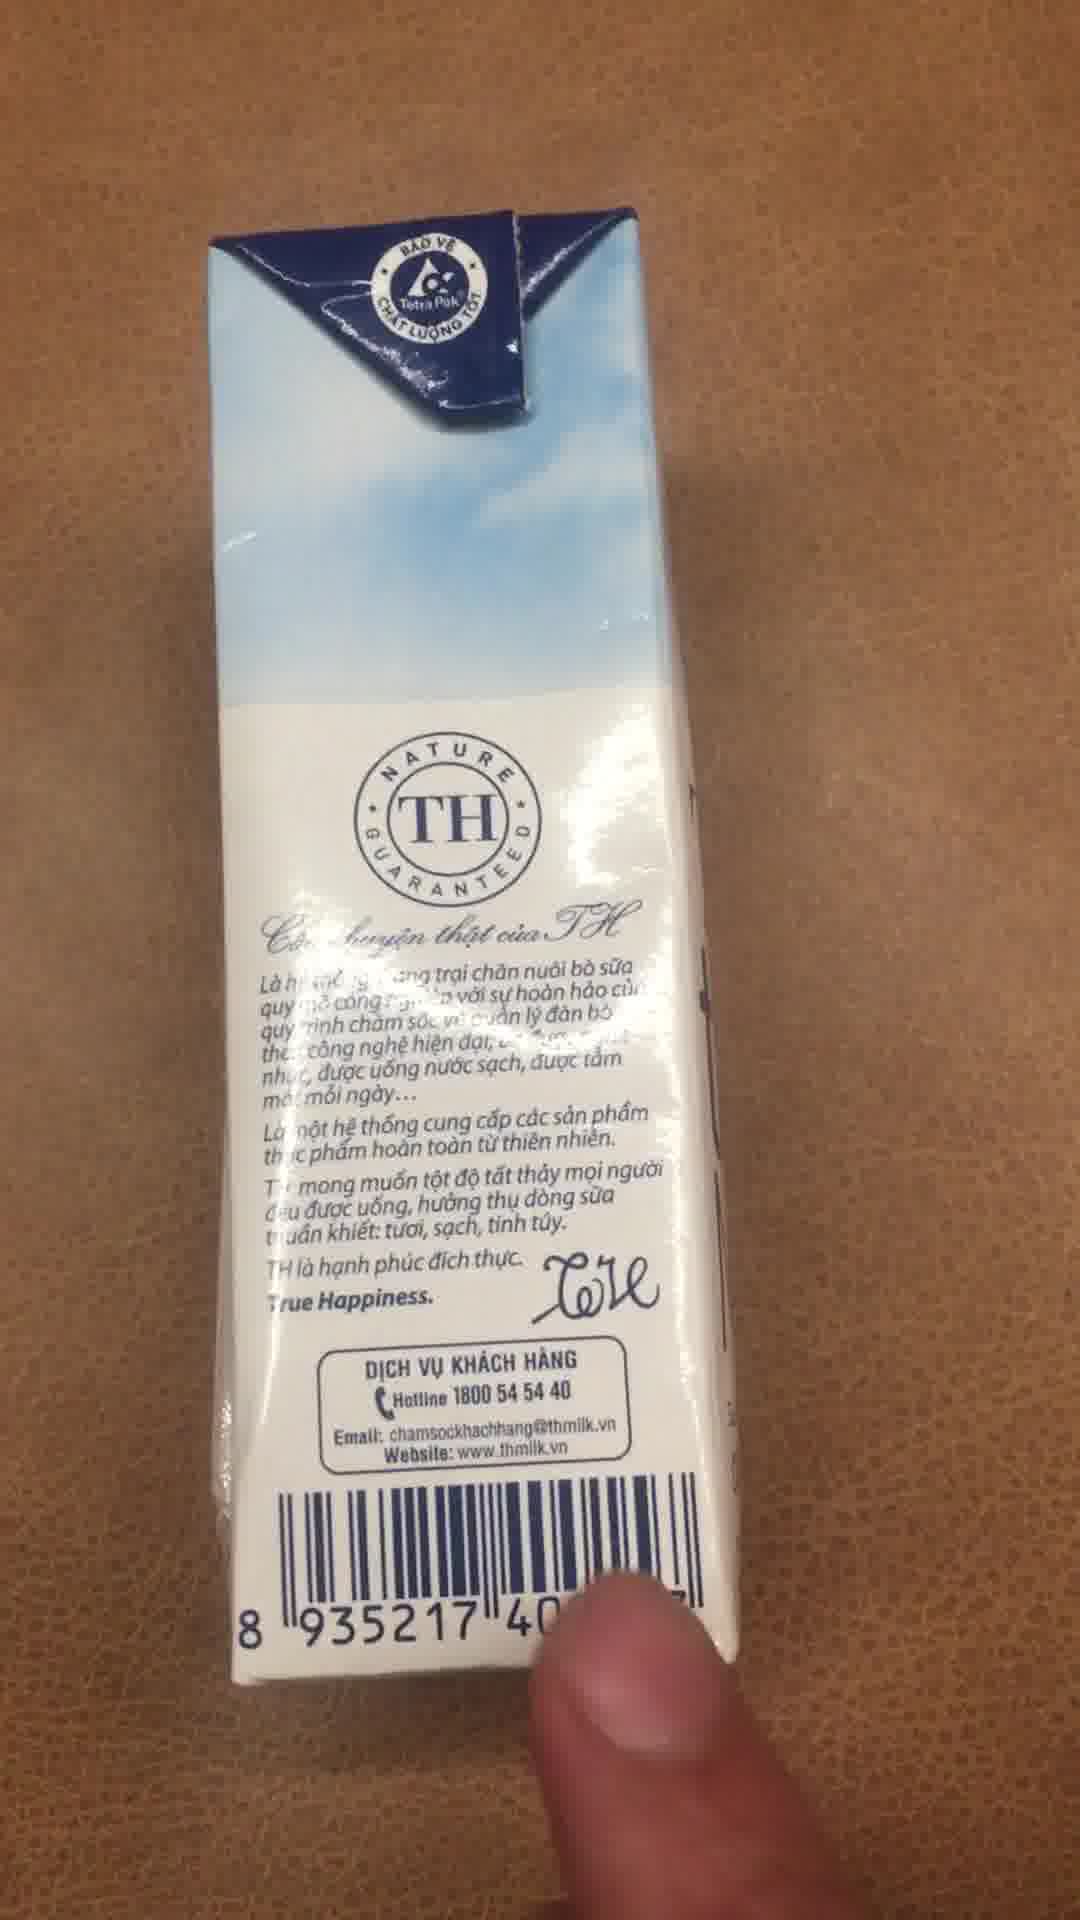 BẢO VỆ
Tetra Pak
CHẤT LƯỢNG TỐT
NATURE
TH
GUARANTEED
thật của TH
Là trại chăn nuôi bò sữa
quy mô công với sự hoàn hảo của
quy trình chăm sóc và quản lý đàn bò
công nghệ hiện đại,
được uống nước sạch, được tắm
mỗi ngày...
Là một hệ thống cung cấp các sản phẩm
thực phẩm hoàn toàn từ thiên nhiên.
TH mong muốn tột độ tất thảy mọi người
đều được uống, hưởng thụ dòng sữa
thuần khiết: tươi, sạch, tinh túy.
TH là hạnh phúc đích thực.
True Happiness.
DỊCH VỤ KHÁCH HÀNG
Hotline 1800 54 54 40
Email: chamsockhachhang@thmilk.vn
Website: www.thmilk.vn
8 935217 40